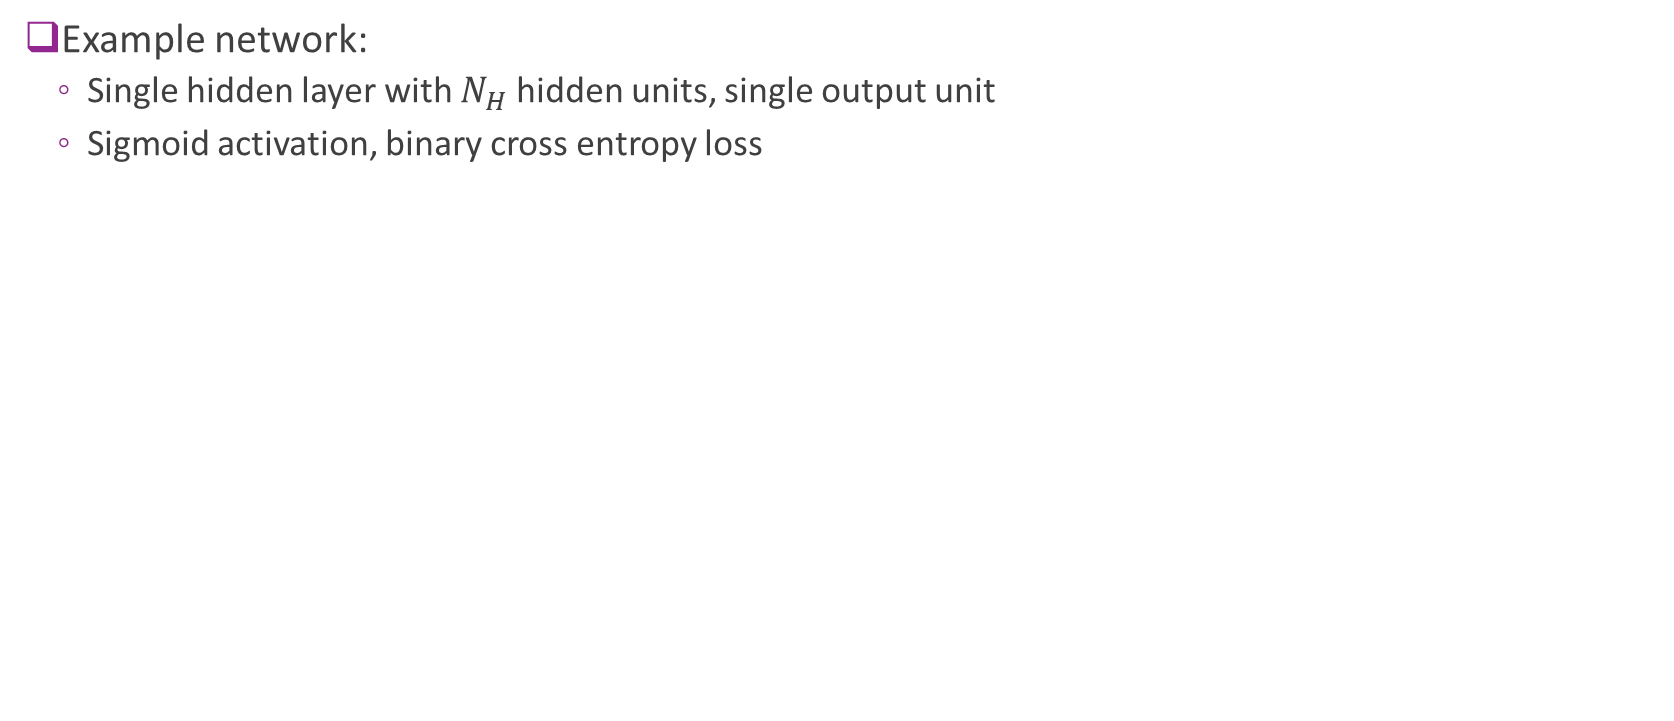 ❑Example network:
◦ Single hidden layer with $N_H$ hidden units, single output unit
◦ Sigmoid activation, binary cross entropy loss